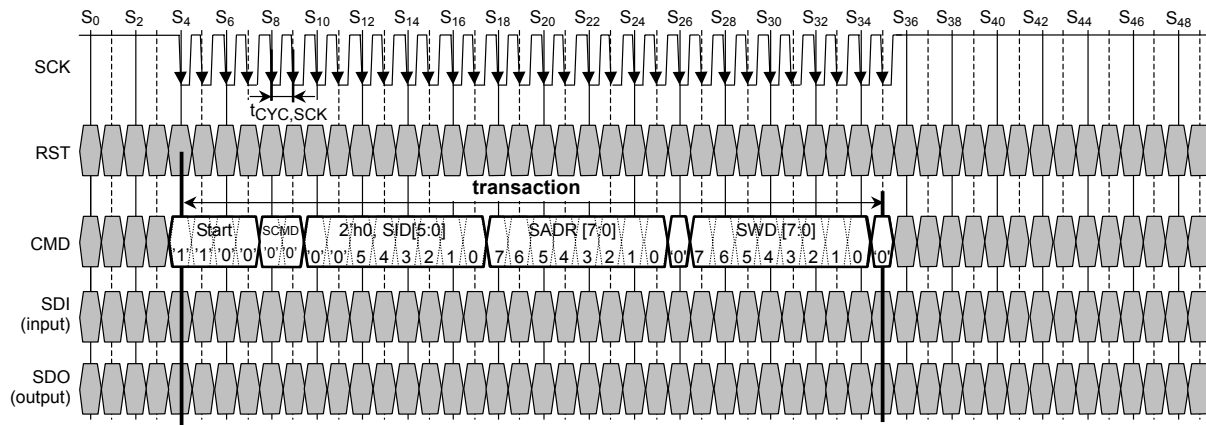 S0 S2 S4 S6 S8 S10 S12 S14 S16 S18 S20 S22 S24 S26 S28 S30 S32 S34 S36 S38 S40 S42 S44 S46 S48
SCK
tCYC,SCK
RST
transaction
CMD
Start SCMD 2'h0, SID[5:0] SADR [7:0] SWD [7:0]
'1' '1' '0' '0' '0' '0' '0' '0' 5 4 3 2 1 0 7 6 5 4 3 2 1 0 '0' 7 6 5 4 3 2 1 0 '0'
SDI
(input)
SDO
(output)